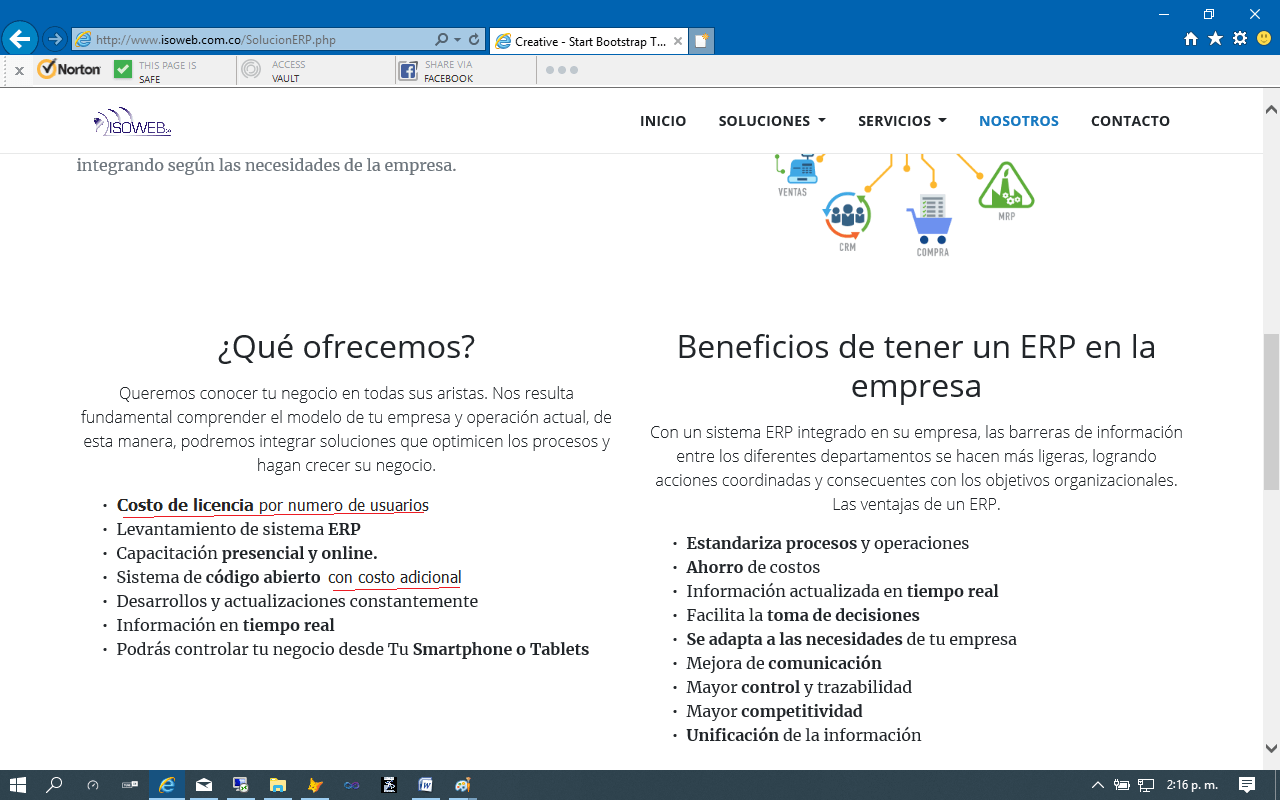 http://www.isoweb.com.co/SolucionERP.php
Creative - Start Bootstrap T...
Norton
THIS PAGE IS
SAFE
ACCESS
VAULT
SHARE VIA
FACEBOOK
ISOWEB
INICIO SOLUCIONES SERVICIOS NOSOTROS CONTACTO
integrando según las necesidades de la empresa.
VENTAS
CRM
COMPRA
MRP
¿Qué ofrecemos?
Queremos conocer tu negocio en todas sus aristas. Nos resulta
fundamental comprender el modelo de tu empresa y operación actual, de
esta manera, podremos integrar soluciones que optimicen los procesos y
hagan crecer su negocio.
• Costo de licencia por numero de usuarios
• Levantamiento de sistema ERP
• Capacitación presencial y online.
• Sistema de código abierto con costo adicional
• Desarrollos y actualizaciones constantemente
• Información en tiempo real
• Podrás controlar tu negocio desde Tu Smartphone o Tablets
Beneficios de tener un ERP en la
empresa
Con un sistema ERP integrado en su empresa, las barreras de información
entre los diferentes departamentos se hacen más ligeras, logrando
acciones coordinadas y consecuentes con los objetivos organizacionales.
Las ventajas de un ERP.
• Estandariza procesos y operaciones
• Ahorro de costos
• Información actualizada en tiempo real
• Facilita la toma de decisiones
• Se adapta a las necesidades de tu empresa
• Mejora de comunicación
• Mayor control y trazabilidad
• Mayor competitividad
• Unificación de la información
2:16 p. m.